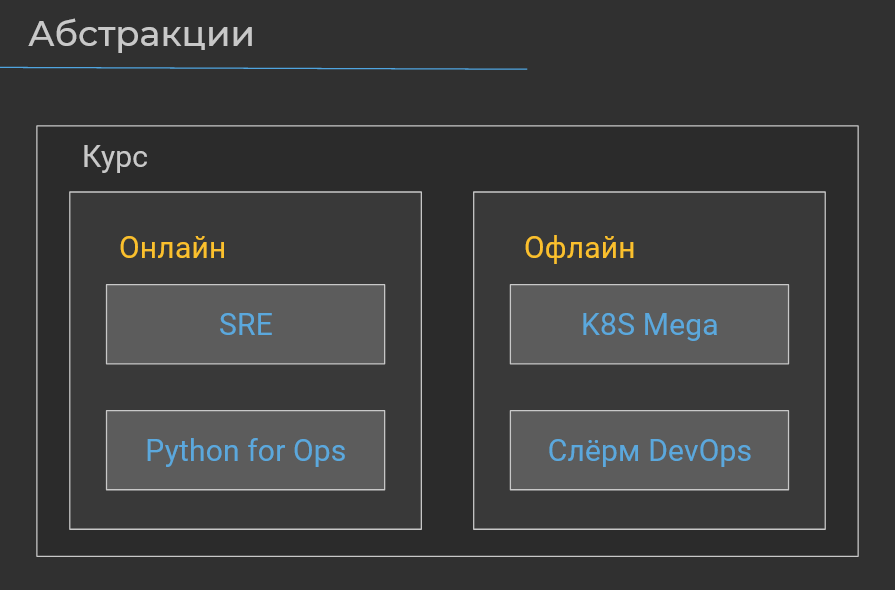 Абстракции
Курс
Онлайн
SRE
Python for Ops
Офлайн
K8S Mega
Слёрм DevOps